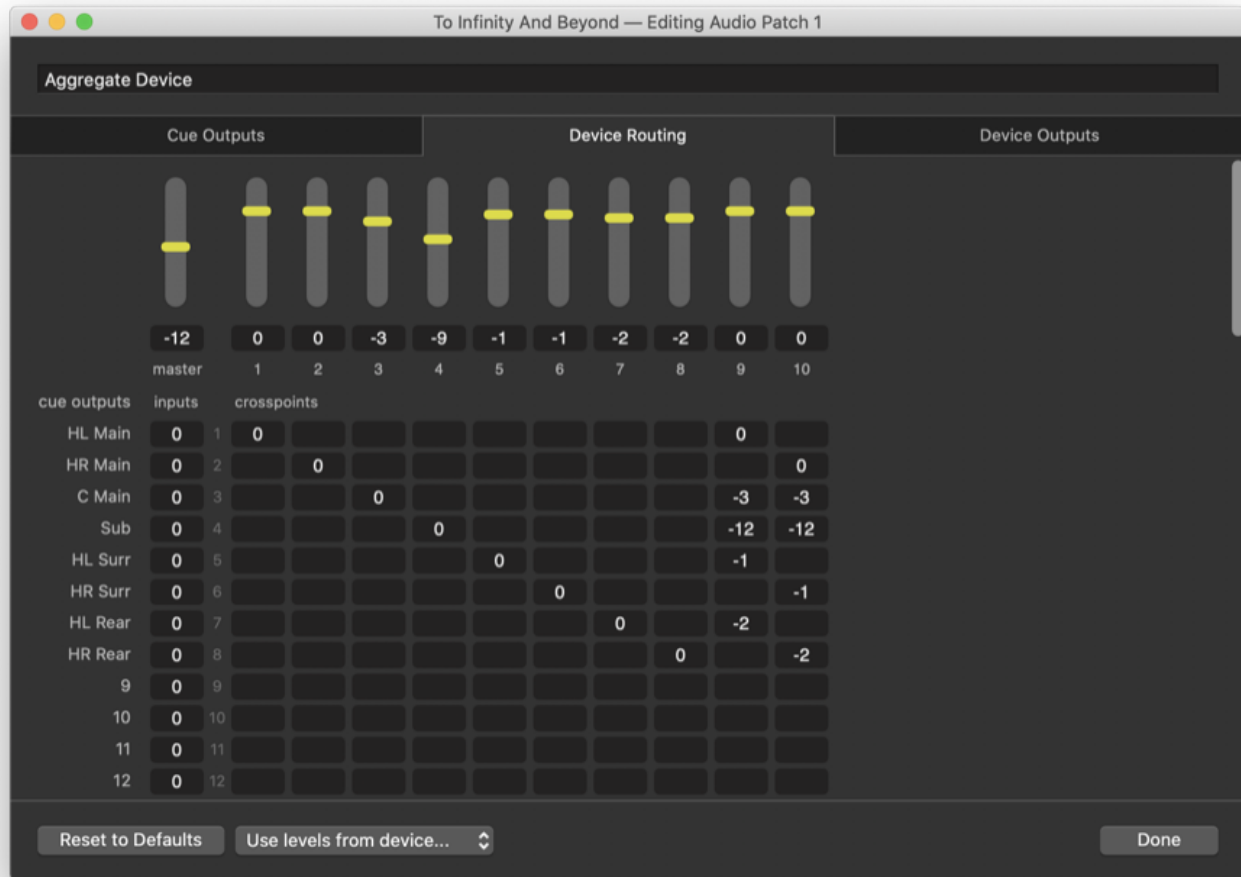 To Infinity And Beyond — Editing Audio Patch 1
Aggregate Device
Cue Outputs Device Routing Device Outputs
-12 0 0 -3 -9 -1 -1 -2 -2 0 0
master 1 2 3 4 5 6 7 8 9 10
cue outputs inputs crosspoints
HL Main 0 1 0 0
HR Main 0 2 0 0
C Main 0 3 0 -3 -3
Sub 0 4 0 -12 -12
HL Surr 0 5 0 -1
HR Surr 0 6 0 -1
HL Rear 0 7 0 -2
HR Rear 0 8 0 -2
9 0 9
10 0 10
11 0 11
12 0 12
Reset to Defaults Use levels from device... Done